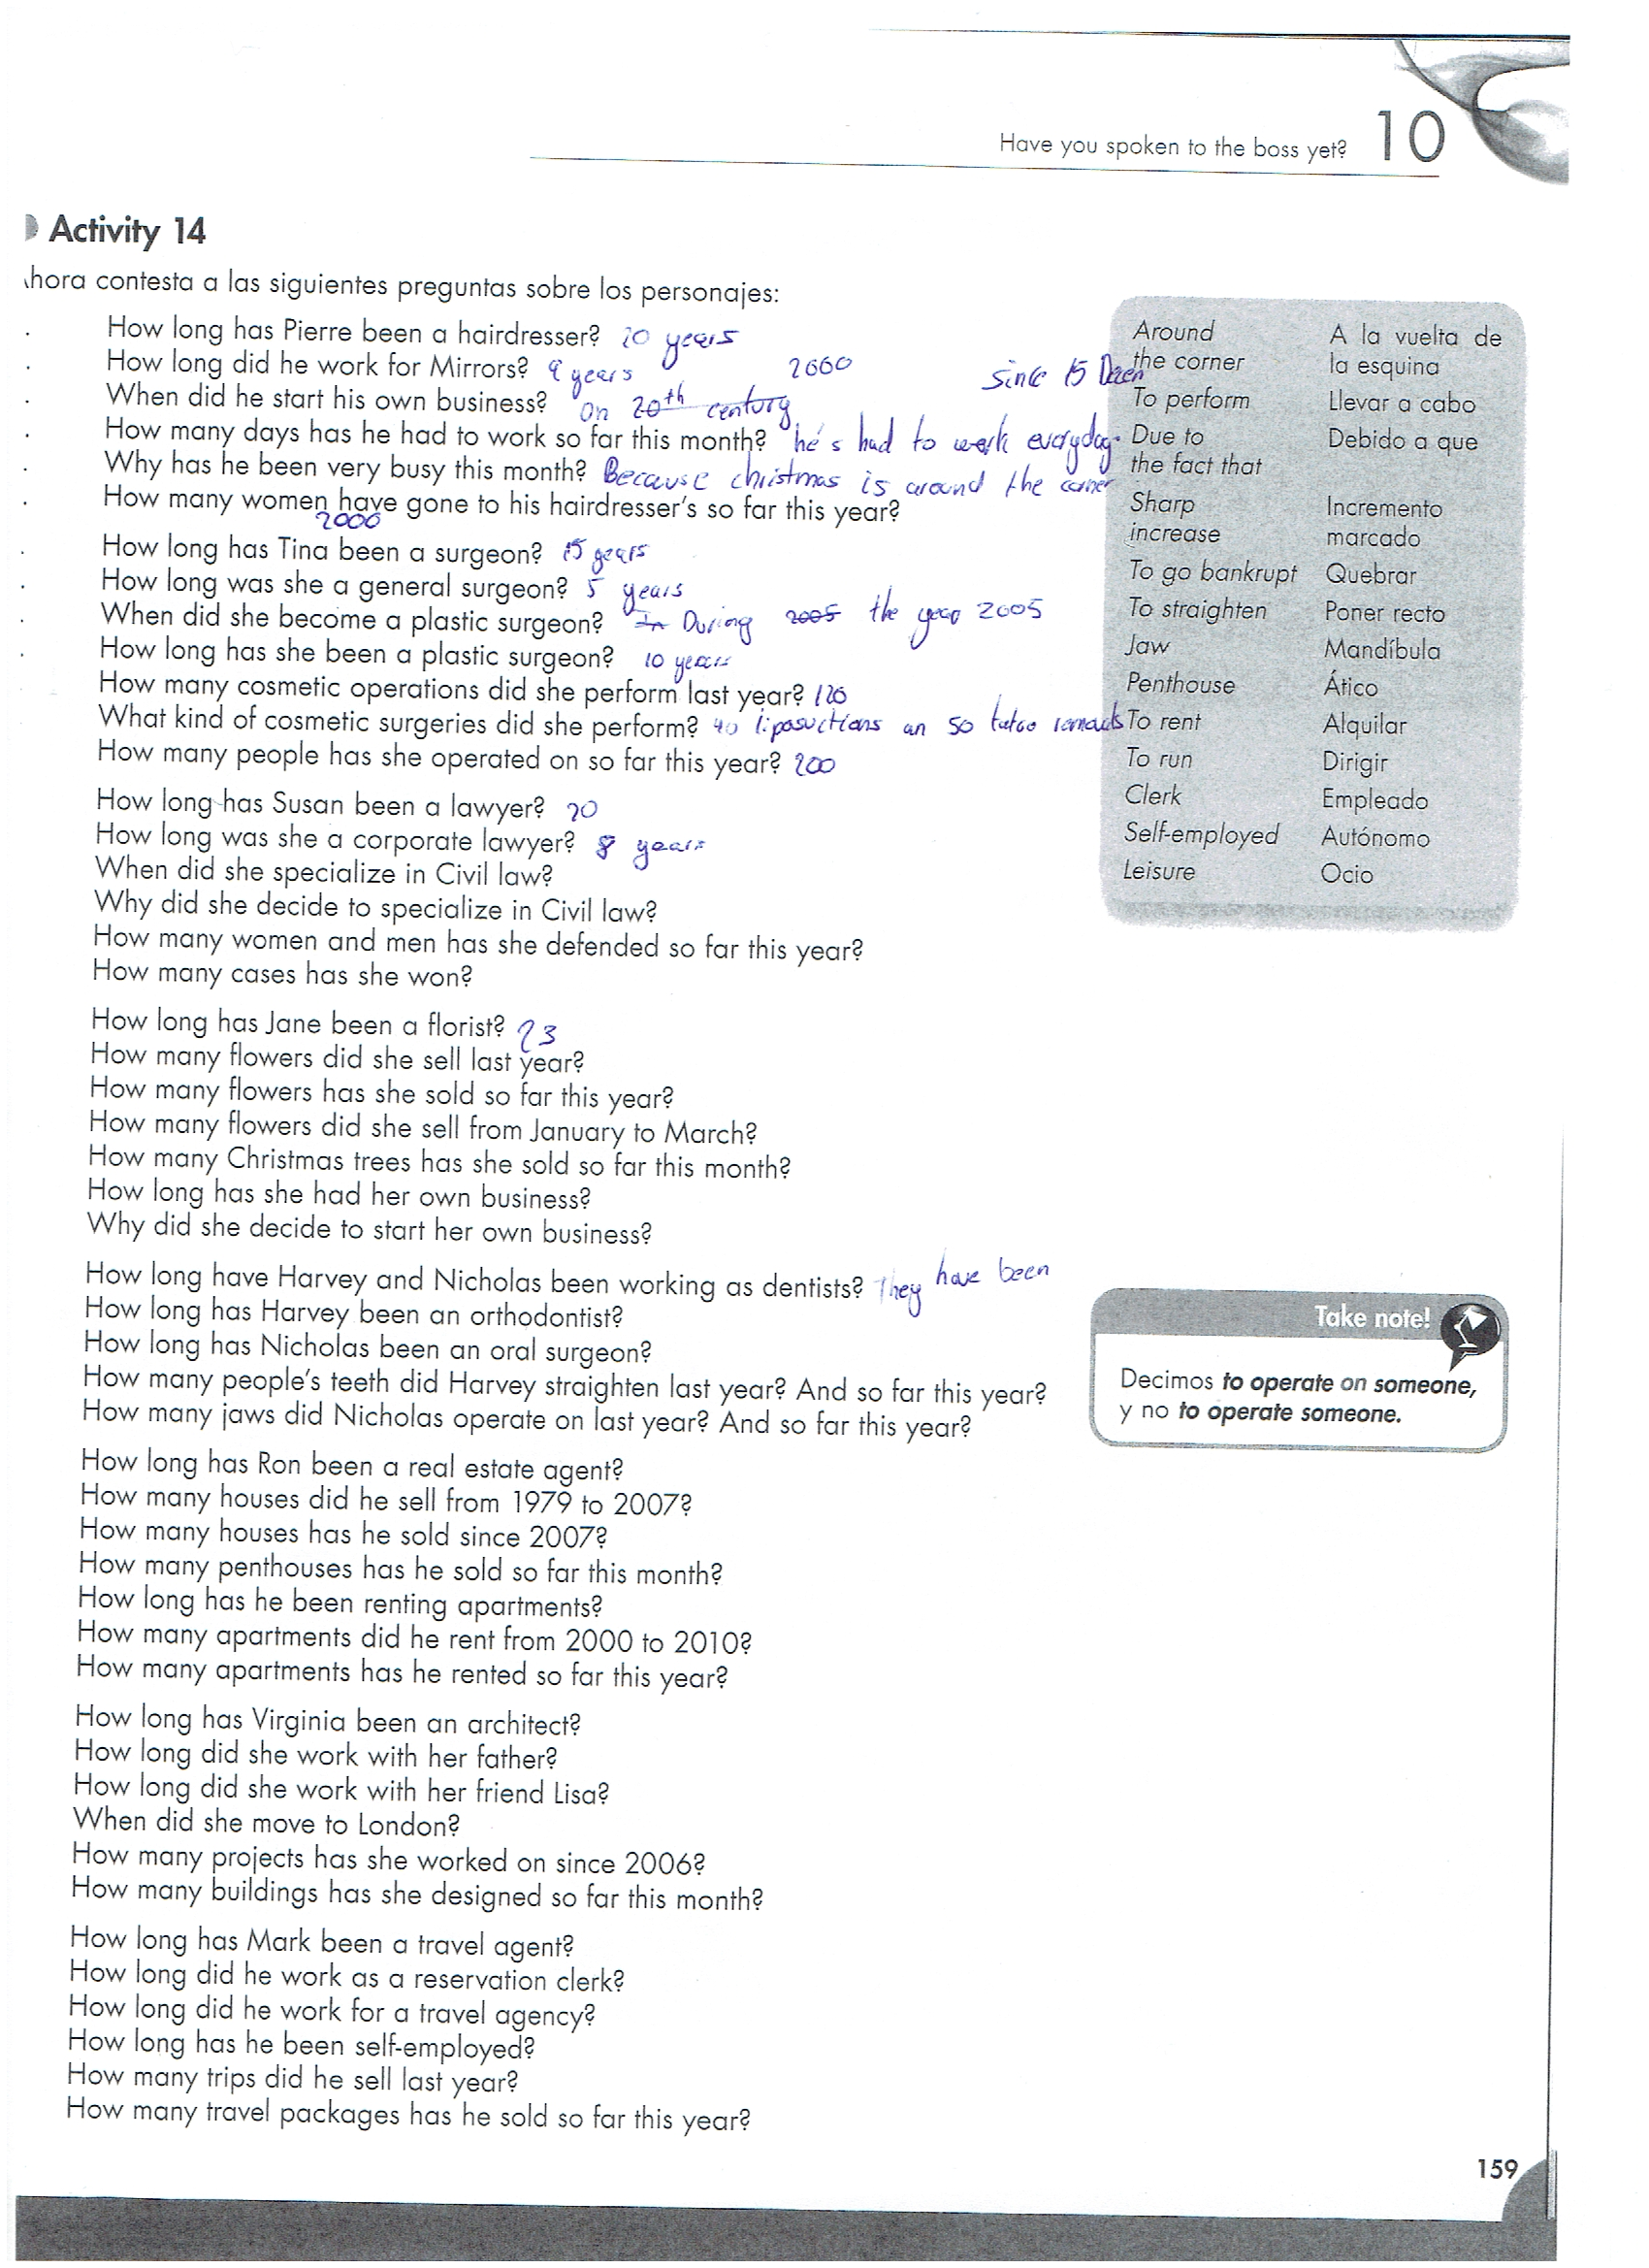 Have you spoken to the boss yet? 10
Activity 14
hora contesta a las siguientes preguntas sobre los personajes:
How long has Pierre been a hairdresser? 20 years
How long did he work for Mirrors? 9 years 2000 since 15 Decem
When did he start his own business? On 20th century
How many days has he had to work so far this month? he's had to work everyday.
Why has he been very busy this month? Because christmas is around the corner
How many women have gone to his hairdresser's so far this year?
2000
How long has Tina been a surgeon? 15 years
How long was she a general surgeon? 5 years
When did she become a plastic surgeon? In During 2005 the year 2005
How long has she been a plastic surgeon? 10 years
How many cosmetic operations did she perform last year? 120
What kind of cosmetic surgeries did she perform? 40 liposuctions an 50 tatoo
How many people has she operated on so far this year? 200
How long has Susan been a lawyer? 20
How long was she a corporate lawyer? 8 years
When did she specialize in Civil law?
Why did she decide to specialize in Civil law?
How many women and men has she defended so far this year?
How many cases has she won?
How long has Jane been a florist? 23
How many flowers did she sell last year?
How many flowers has she sold so far this year?
How many flowers did she sell from January to March?
How many Christmas trees has she sold so far this month?
How long has she had her own business?
Why did she decide to start her own business?
How long have Harvey and Nicholas been working as dentists? They have been
How long has Harvey been an orthodontist?
How long has Nicholas been an oral surgeon?
How many people's teeth did Harvey straighten last year? And so far this year?
How many jaws did Nicholas operate on last year? And so far this year?
How long has Ron been a real estate agent?
How many houses did he sell from 1979 to 2007?
How many houses has he sold since 2007?
How many penthouses has he sold so far this month?
How long has he been renting apartments?
How many apartments did he rent from 2000 to 2010?
How many apartments has he rented so far this year?
How long has Virginia been an architect?
How long did she work with her father?
How long did she work with her friend Lisa?
When did she move to London?
How many projects has she worked on since 2006?
How many buildings has she designed so far this month?
How long has Mark been a travel agent?
How long did he work as a reservation clerk?
How long did he work for a travel agency?
How long has he been self-employed?
How many trips did he sell last year?
How many travel packages has he sold so far this year?
Around A la vuelta de
the corner la esquina
To perform Llevar a cabo
Due to Debido a que
the fact that
Sharp Incremento
increase marcado
To go bankrupt Quebrar
To straighten Poner recto
Jaw Mandíbula
Penthouse Ático
To rent Alquilar
To run Dirigir
Clerk Empleado
Self-employed Autónomo
Leisure Ocio
Take note!
Decimos to operate on someone,
y no to operate someone.
159